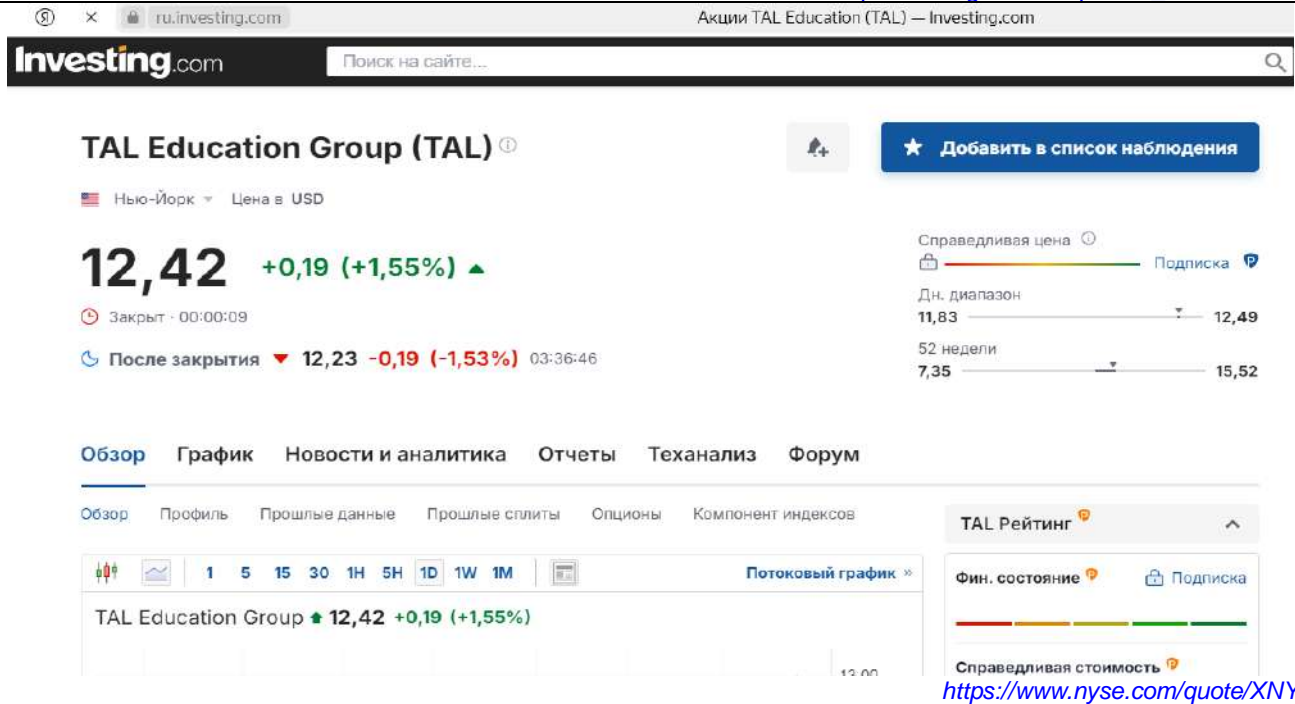 ru.investing.com Акции TAL Education (TAL) — Investing.com
Investing.com Поиск на сайте...
TAL Education Group (TAL)
Добавить в список наблюдения
Нью-Йорк Цена в USD
12,42 +0,19 (+1,55%)
Закрыт · 00:00:09
После закрытия 12,23 -0,19 (-1,53%) 03:36:46
Справедливая цена
Подписка
Дн. диапазон
11,83 12,49
52 недели
7,35 15,52
Обзор График Новости и аналитика Отчеты Теханализ Форум
Обзор Профиль Прошлые данные Прошлые сплиты Опционы Компонент индексов
1 5 15 30 1H 5H 1D 1W 1M Потоковый график »
TAL Education Group 12,42 +0,19 (+1,55%)
TAL Рейтинг
Фин. состояние Подписка
Справедливая стоимость
https://www.nyse.com/quote/XNY